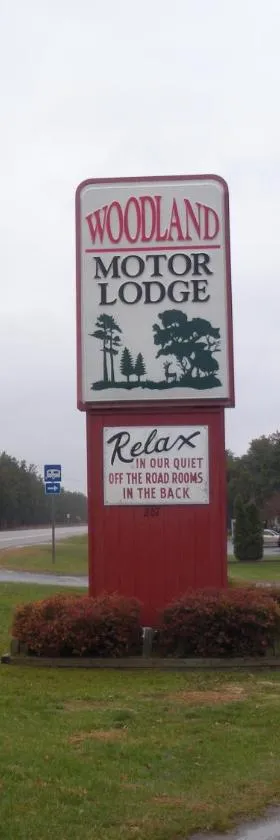 WOODLAND
MOTOR
LODGE
Relax
IN OUR QUIET
OFF THE ROAD ROOMS
IN THE BACK